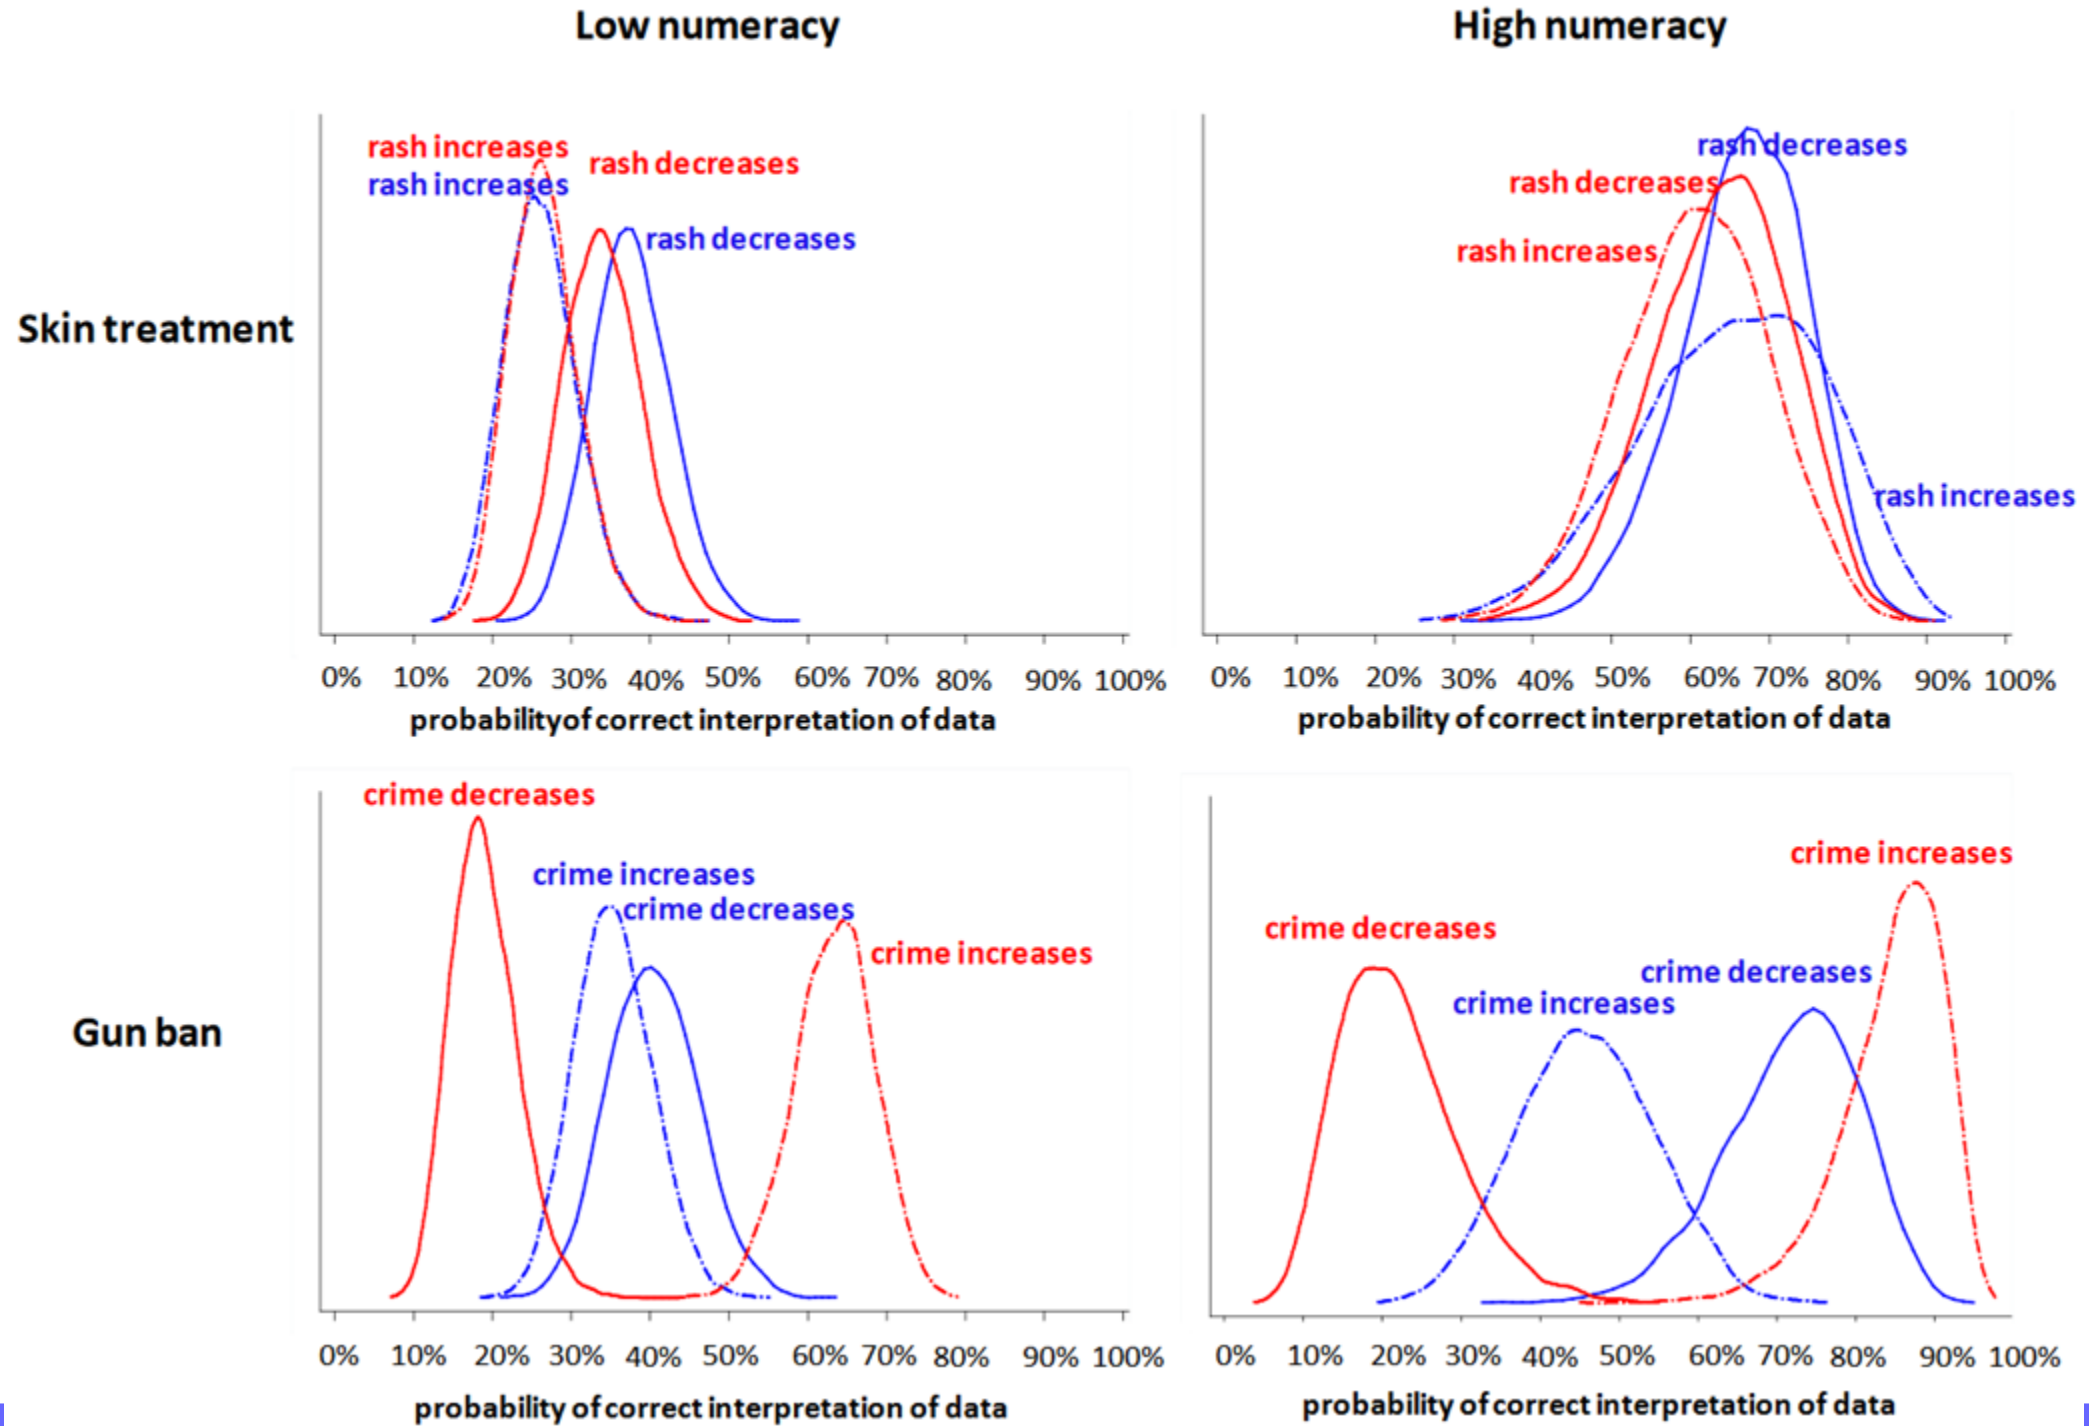 Low numeracy
High numeracy
rash increases
rash increases
rash decreases
rash decreases
rash decreases
rash decreases
rash increases
rash increases
Skin treatment
0% 10% 20% 30% 40% 50% 60% 70% 80% 90% 100%
probabilityof correct interpretation of data
0% 10% 20% 30% 40% 50% 60% 70% 80% 90% 100%
probability of correct interpretation of data
crime decreases
crime increases
crime decreases
crime increases
crime increases
crime decreases
crime decreases
crime increases
Gun ban
0% 10% 20% 30% 40% 50% 60% 70% 80% 90% 100%
probability of correct interpretation of data
0% 10% 20% 30% 40% 50% 60% 70% 80% 90% 100%
probability of correct interpretation of data